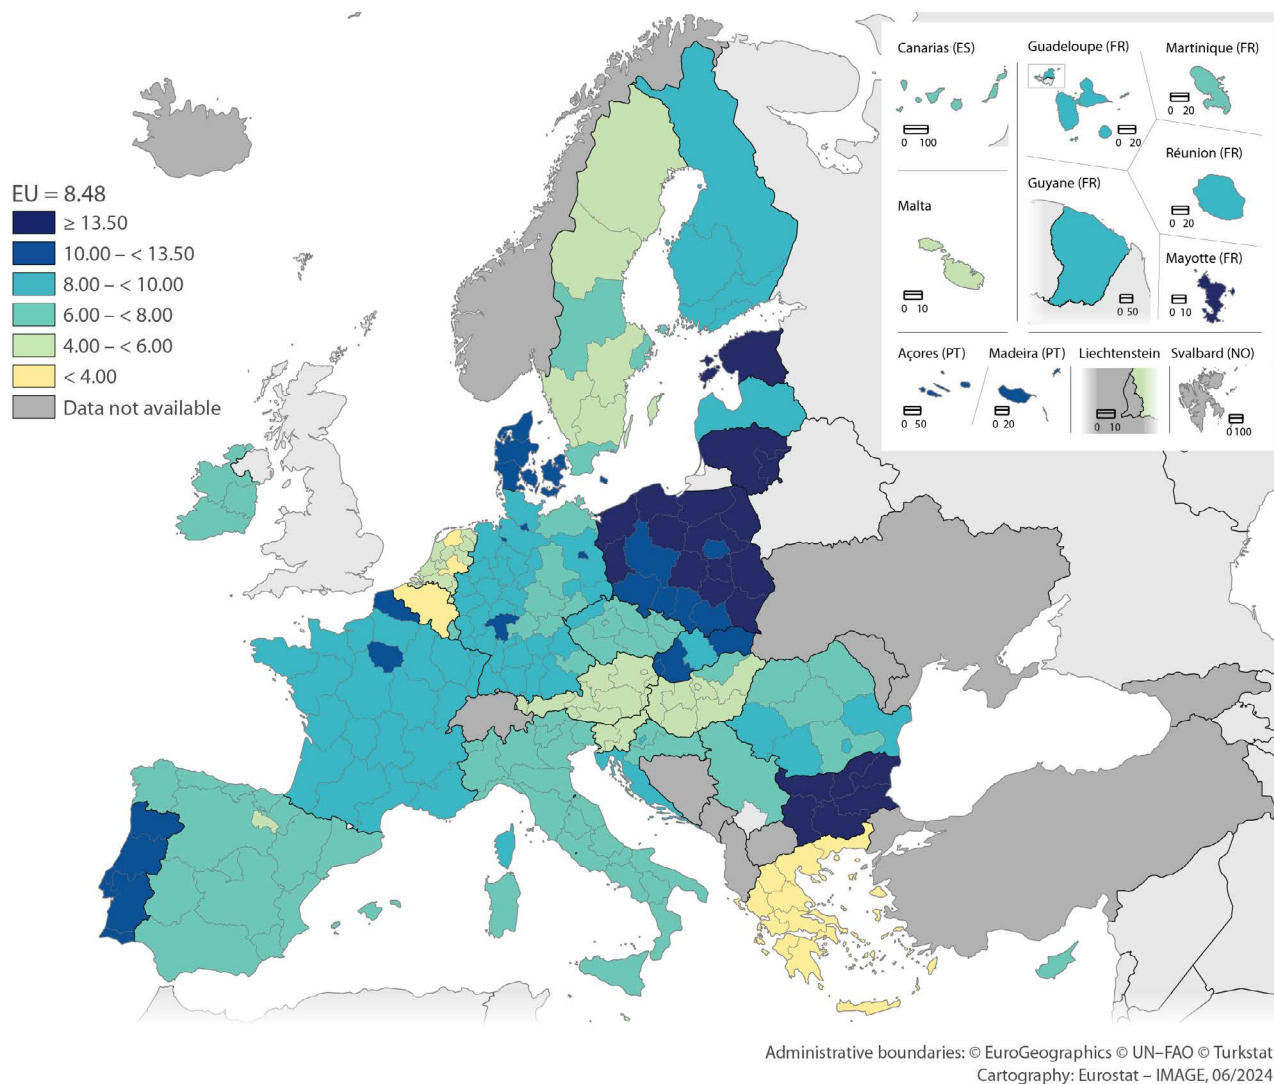 EU = 8.48
≥ 13.50
10.00 – < 13.50
8.00 – < 10.00
6.00 – < 8.00
4.00 – < 6.00
< 4.00
Data not available
Canarias (ES)
0 100
Guadeloupe (FR)
0 20
Martinique (FR)
0 20
Réunion (FR)
0 20
Guyane (FR)
0 50
Malta
0 10
Mayotte (FR)
0 10
Açores (PT)
0 50
Madeira (PT)
0 20
Liechtenstein
0 10
Svalbard (NO)
0 100
Administrative boundaries: © EuroGeographics © UN–FAO © Turkstat
Cartography: Eurostat – IMAGE, 06/2024